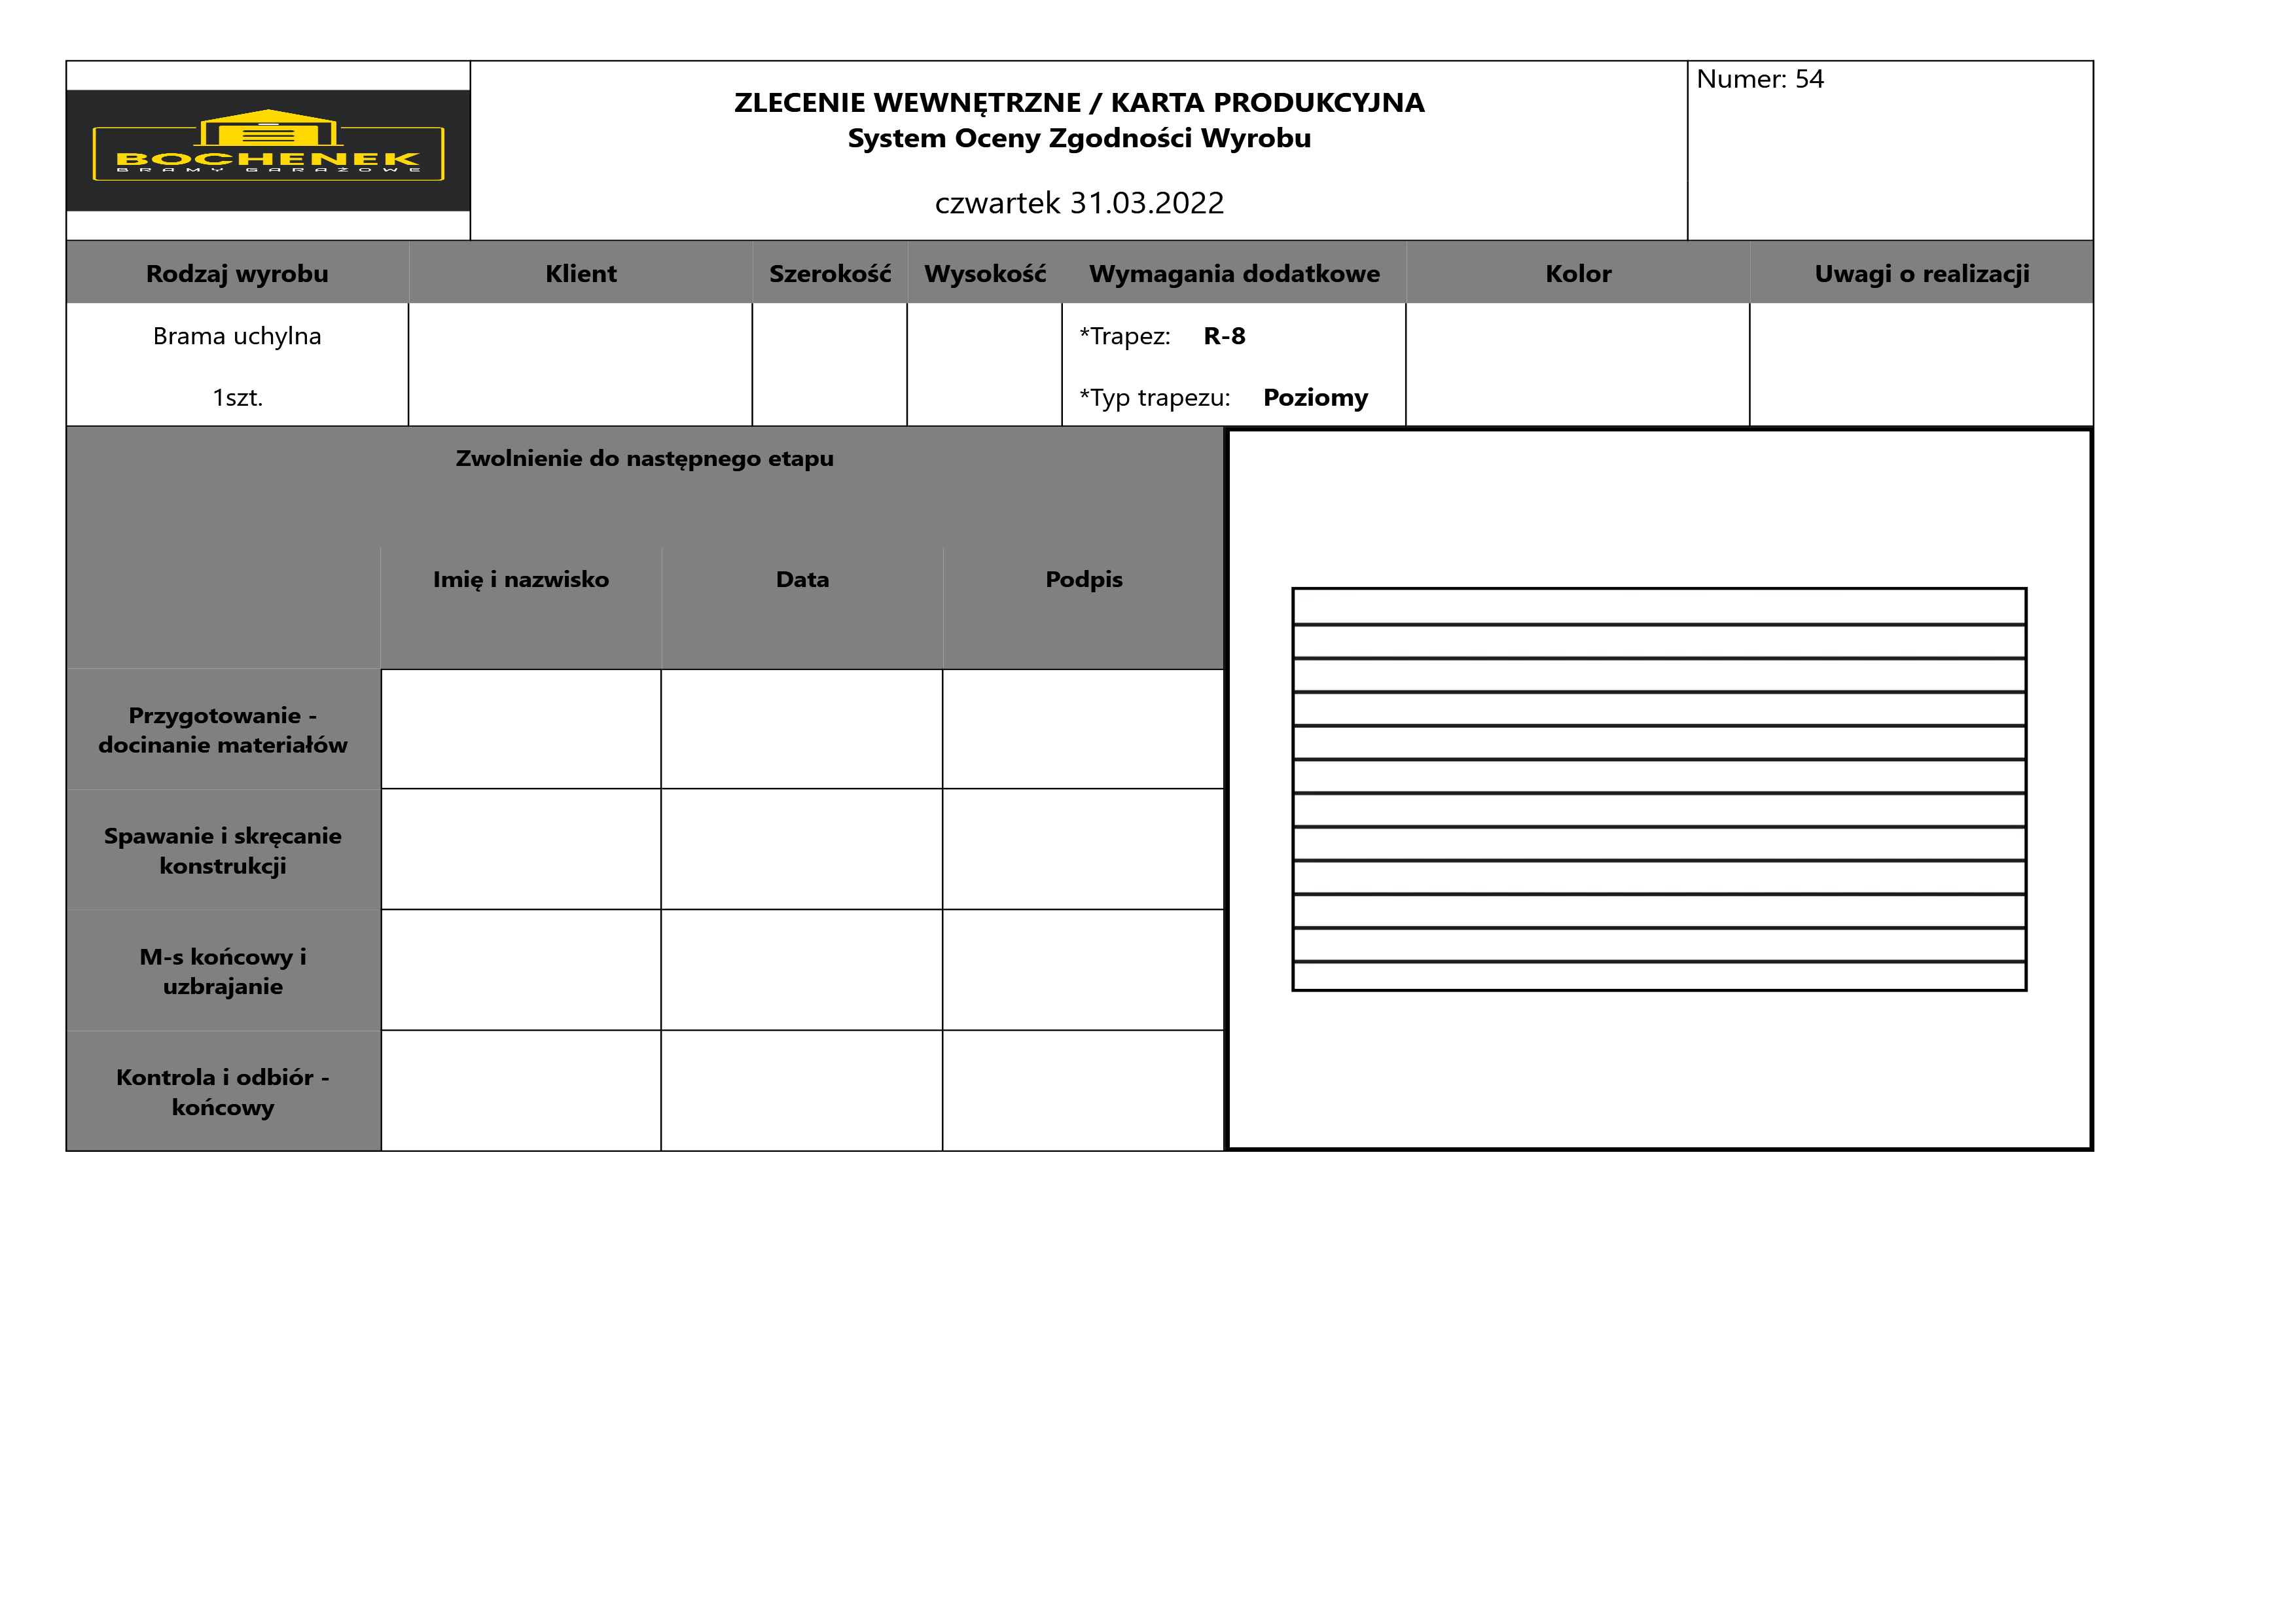 BOCHENEK
BRAMY GARAŻOWE
ZLECENIE WEWNĘTRZNE / KARTA PRODUKCYJNA
System Oceny Zgodności Wyrobu
czwartek 31.03.2022
Numer: 54
Rodzaj wyrobu Klient Szerokość Wysokość Wymagania dodatkowe Kolor Uwagi o realizacji
Brama uchylna *Trapez: R-8
1szt. *Typ trapezu: Poziomy
Zwolnienie do następnego etapu
Imię i nazwisko Data Podpis
Przygotowanie -
docinanie materiałów
Spawanie i skręcanie
konstrukcji
M-s końcowy i
uzbrajanie
Kontrola i odbiór -
końcowy